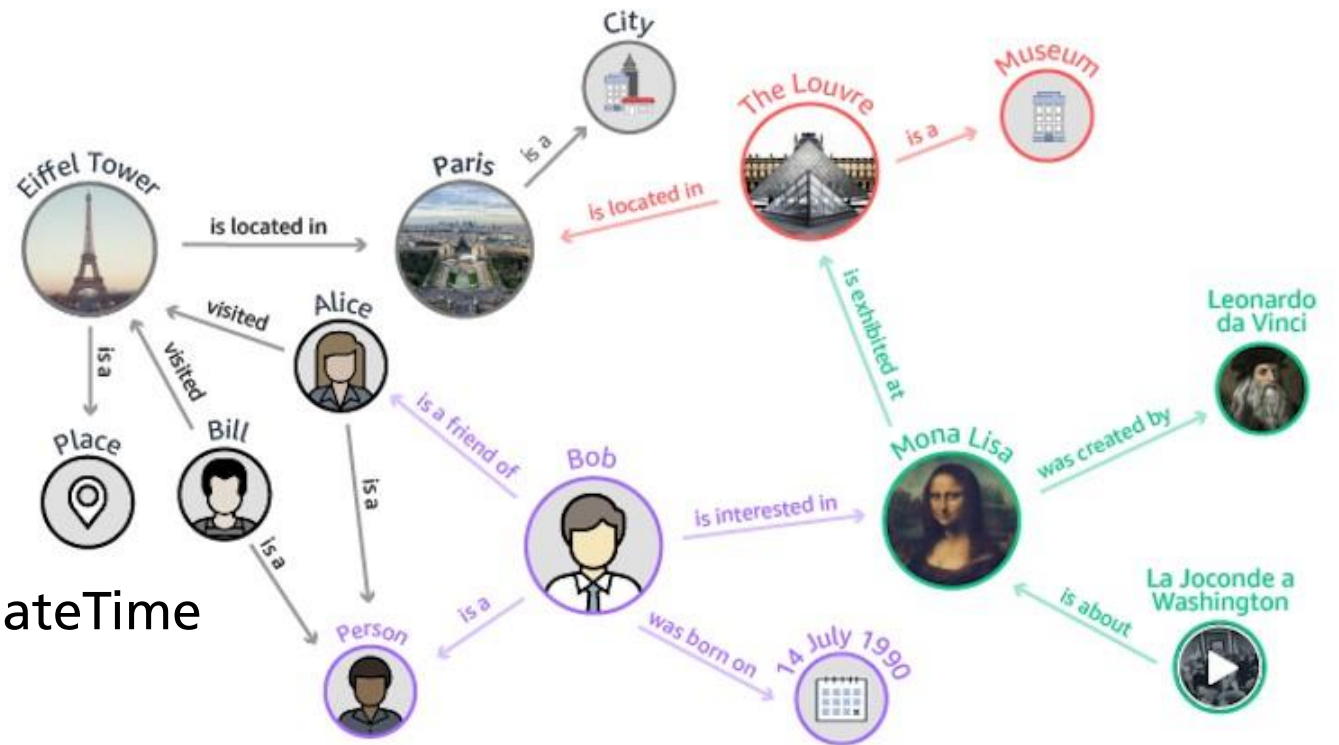 City
The Louvre
Museum
is a
is a
Eiffel Tower
Paris
is located in
is located in
visited
Alice
is exhibited at
Leonardo
da Vinci
is a
visited
is a friend of
Mona Lisa
was created by
Place
Bill
is a
Bob
is interested in
is a
La Joconde a
Washington
is about
ateTime
Person
is a
was born on
14 July 1990